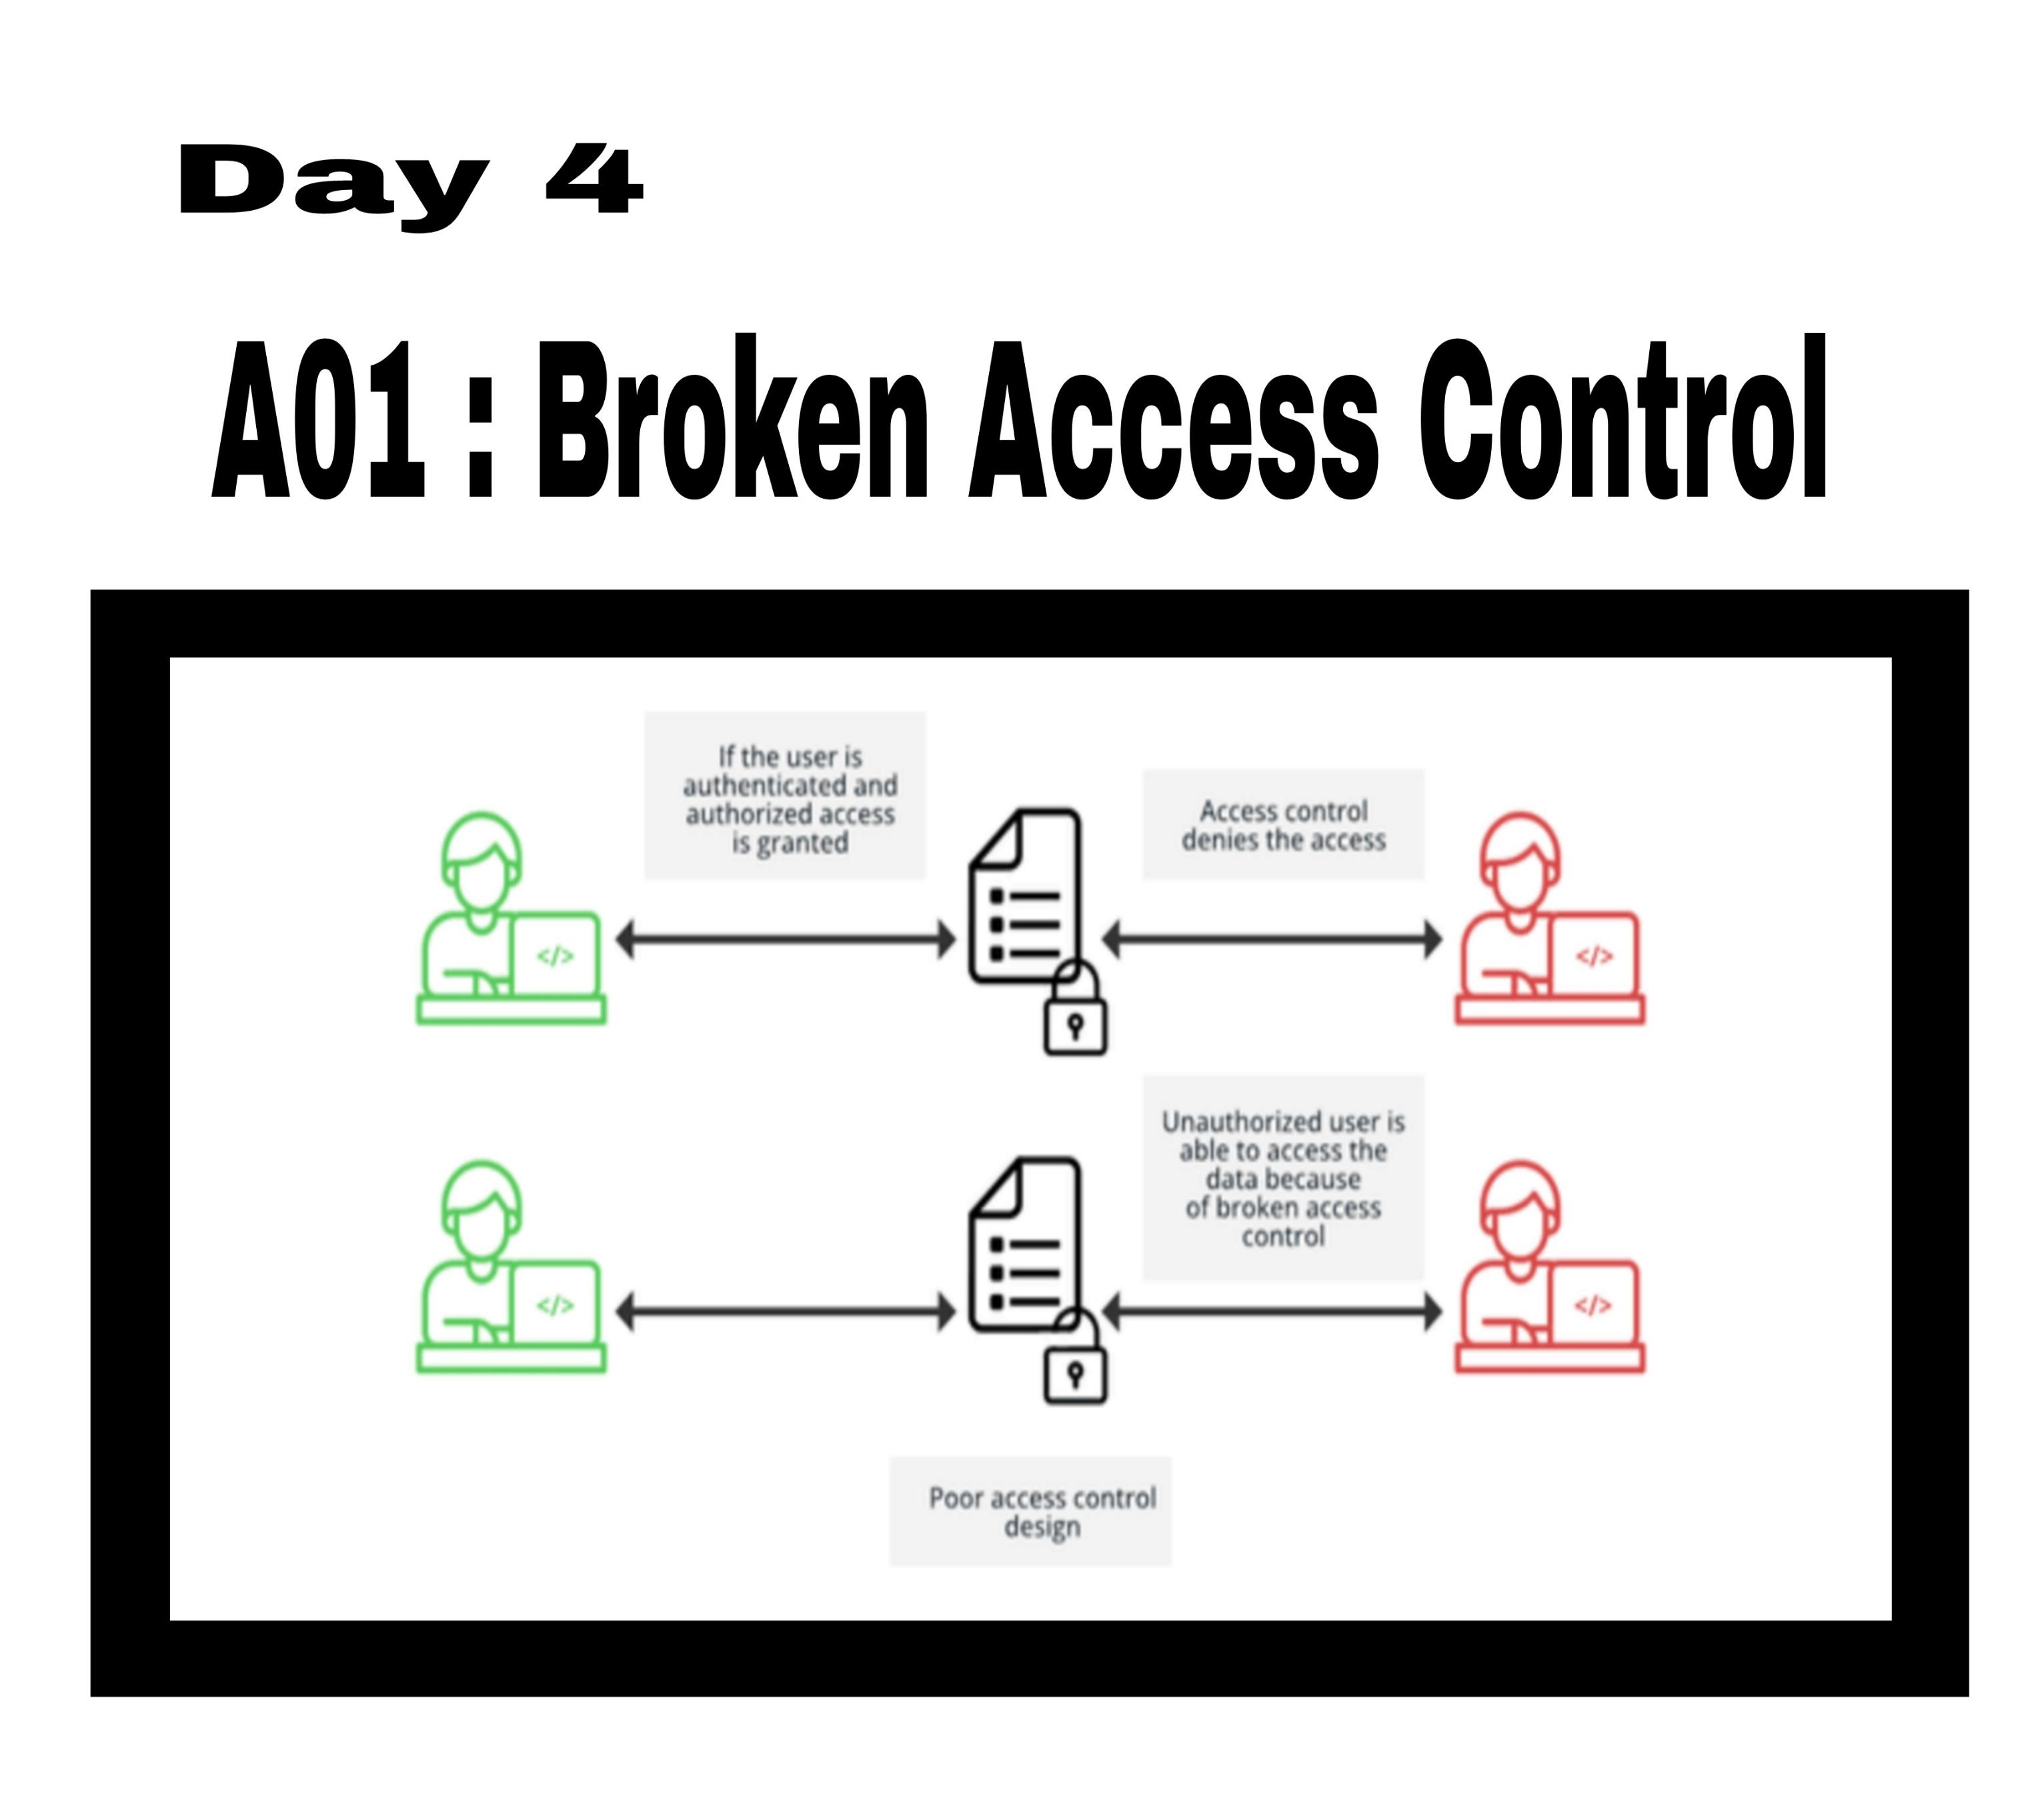 Day 4
A01 : Broken Access Control
If the user is
authenticated and
authorized access
is granted
Access control
denies the access
</>
</>
Unauthorized user is
able to access the
data because
of broken access
control
</>
</>
Poor access control
design